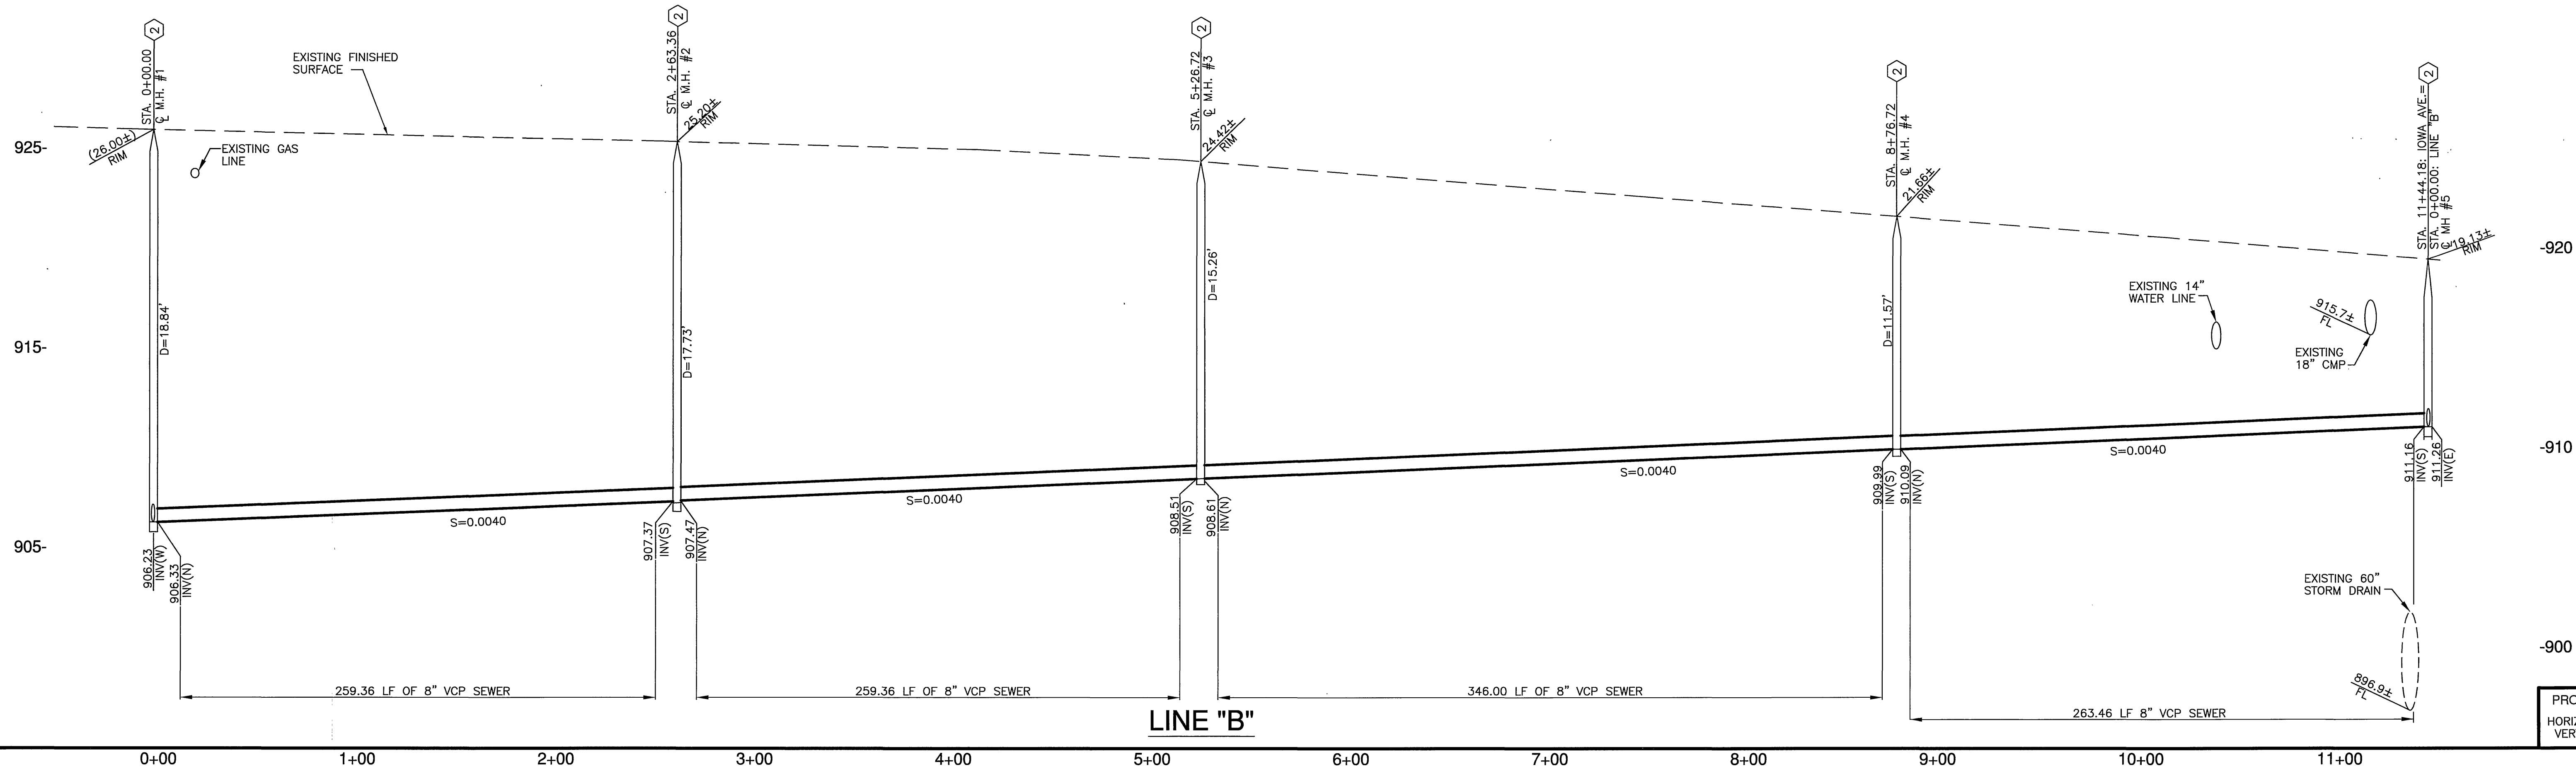 2
STA. 0+00.00
℄ M.H. #1
(26.00±)
RIM
EXISTING FINISHED
SURFACE
EXISTING GAS
LINE
2
STA. 2+63.36
℄ M.H. #2
25.20±
RIM
2
STA. 5+26.72
℄ M.H. #3
24.42±
RIM
2
STA. 8+76.72
℄ M.H. #4
21.66±
RIM
2
STA. 11+44.18: IOWA AVE.=
STA. 0+00.00: LINE "B"
℄ MH #5
19.13±
RIM
925-
915-
905-
-920
-910
-900
D=18.84'
D=17.73'
D=15.26'
D=11.57'
EXISTING 14"
WATER LINE
915.7±
FL
EXISTING
18" CMP
S=0.0040
S=0.0040
S=0.0040
S=0.0040
906.23
INV(W)
906.33
INV(N)
907.37
INV(S)
907.47
INV(N)
908.51
INV(S)
908.61
INV(N)
909.99
INV(S)
910.09
INV(N)
911.16
INV(S)
911.26
INV(E)
EXISTING 60"
STORM DRAIN
896.9±
FL
259.36 LF OF 8" VCP SEWER
259.36 LF OF 8" VCP SEWER
346.00 LF OF 8" VCP SEWER
263.46 LF 8" VCP SEWER
LINE "B"
PRO
HORIZ
VER
0+00
1+00
2+00
3+00
4+00
5+00
6+00
7+00
8+00
9+00
10+00
11+00